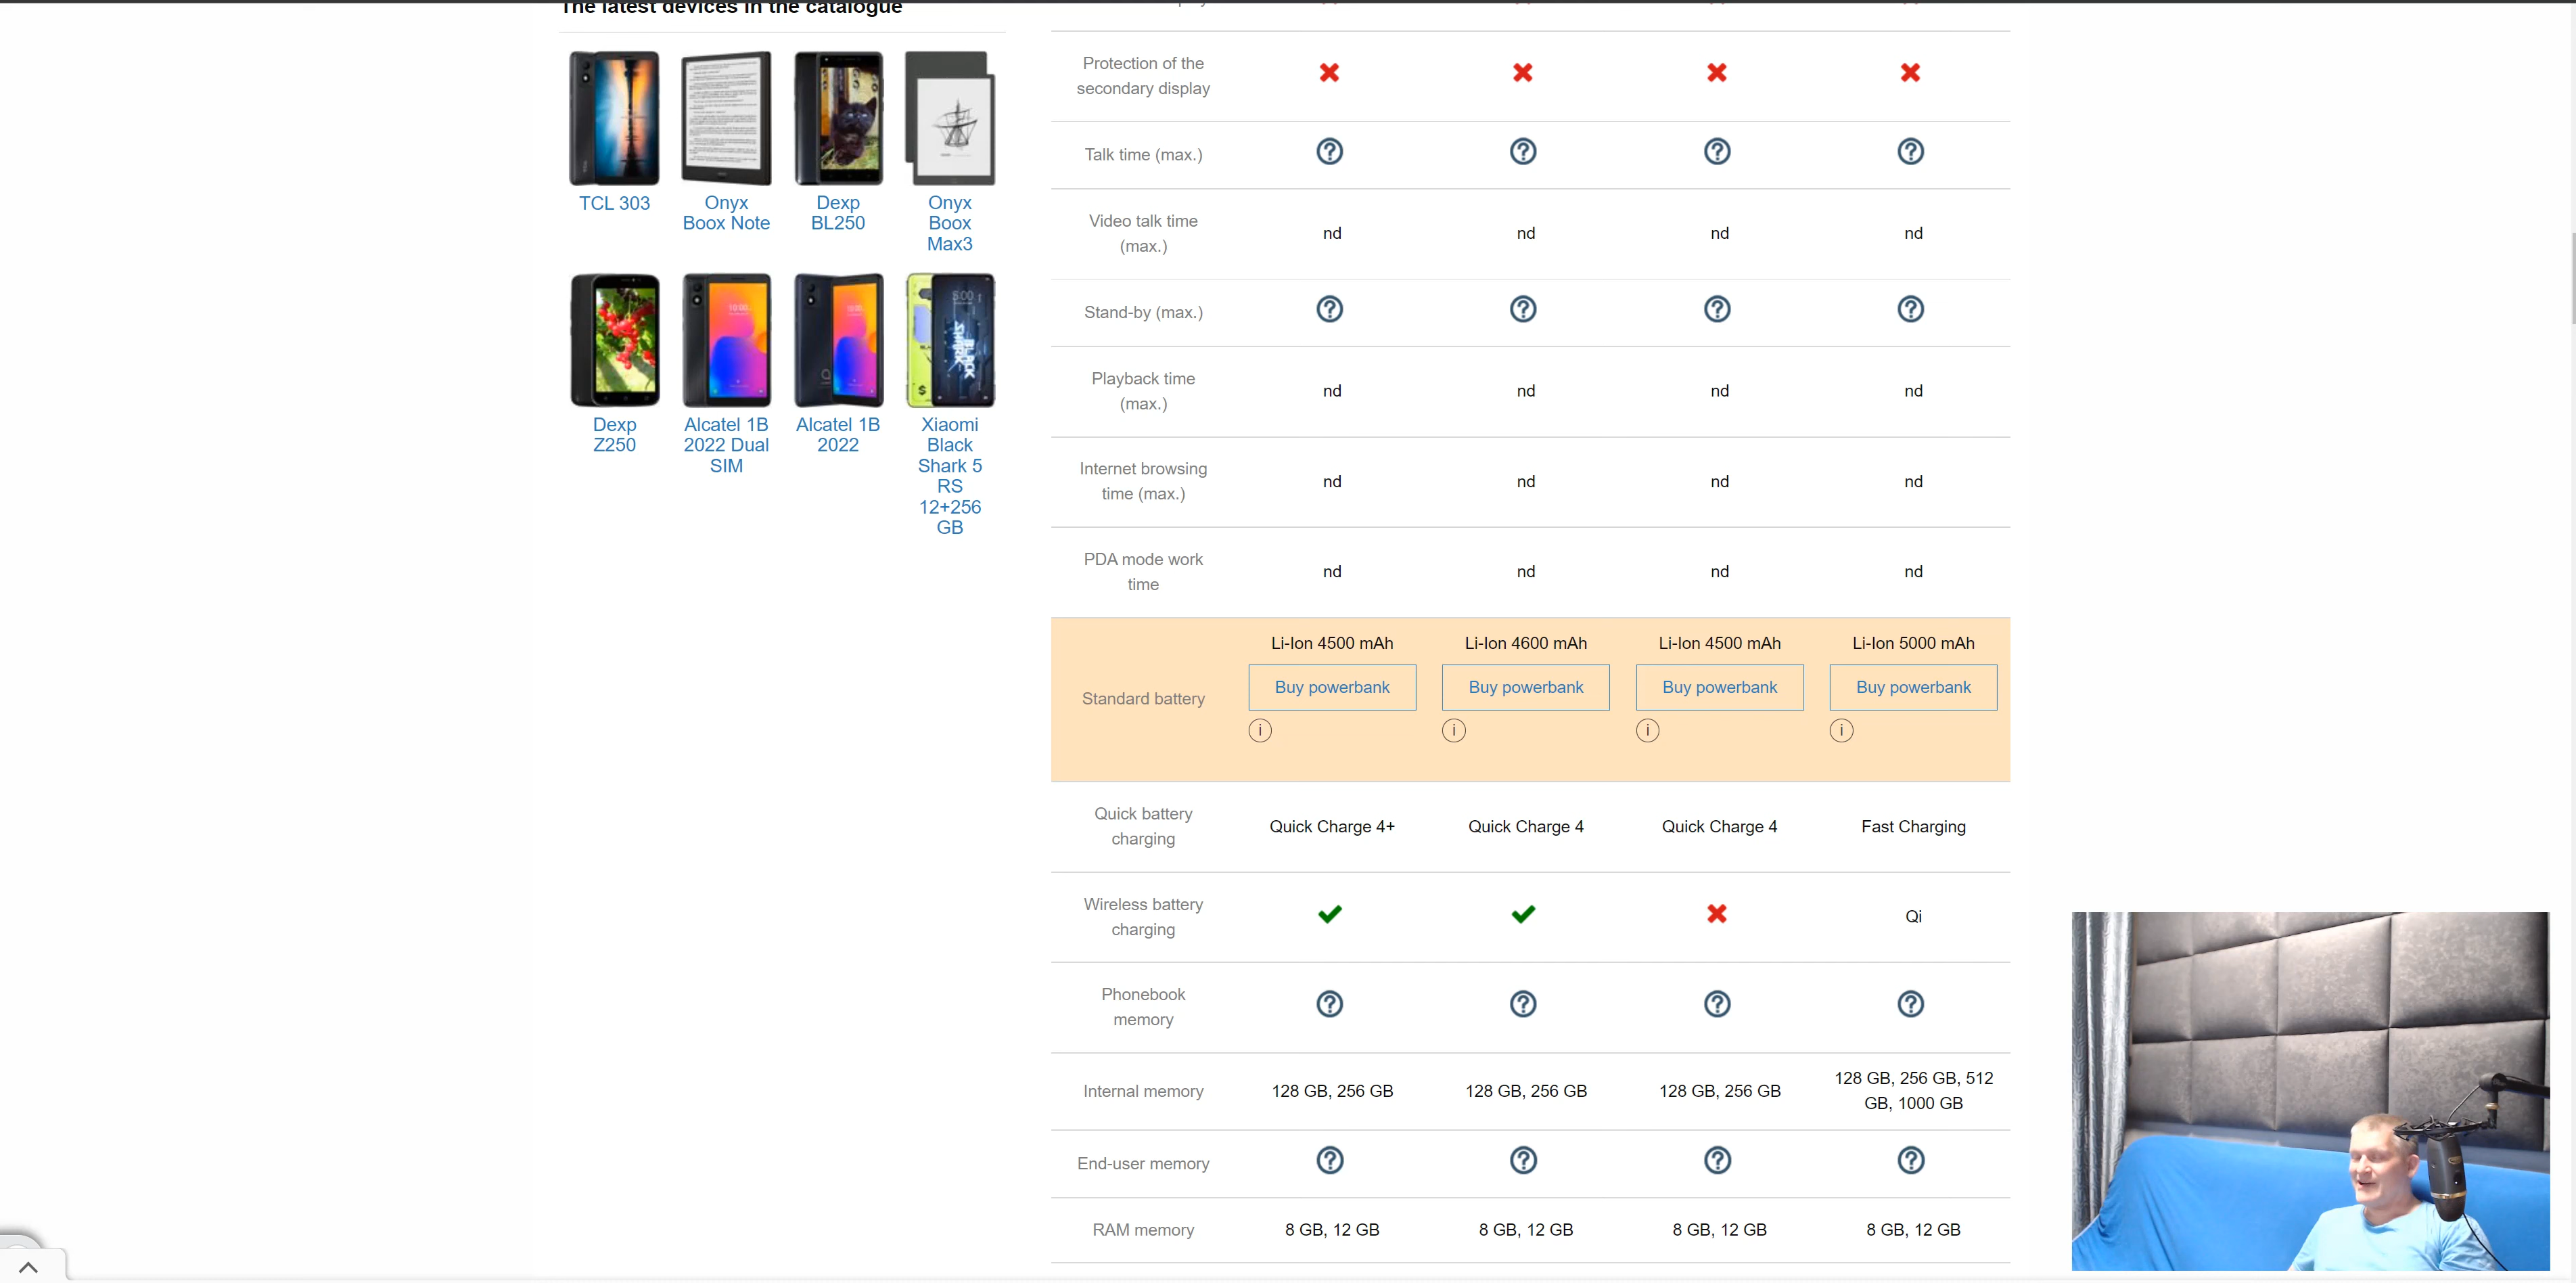 The latest devices in the catalogue
TCL 303
Onyx
Boox Note
Dexp
BL250
Onyx
Boox
Max3
Dexp
Z250
Alcatel 1B
2022 Dual
SIM
Alcatel 1B
2022
Xiaomi
Black
Shark 5
RS
12+256
GB
Protection of the
secondary display
Talk time (max.)
Video talk time
(max.)
nd nd nd nd
Stand-by (max.)
Playback time
(max.)
nd nd nd nd
Internet browsing
time (max.)
nd nd nd nd
PDA mode work
time
nd nd nd nd
Standard battery
Li-Ion 4500 mAh Li-Ion 4600 mAh Li-Ion 4500 mAh Li-Ion 5000 mAh
Buy powerbank Buy powerbank Buy powerbank Buy powerbank
i i i i
Quick battery
charging
Quick Charge 4+ Quick Charge 4 Quick Charge 4 Fast Charging
Wireless battery
charging
Qi
Phonebook
memory
Internal memory
128 GB, 256 GB 128 GB, 256 GB 128 GB, 256 GB 128 GB, 256 GB, 512
GB, 1000 GB
End-user memory
RAM memory
8 GB, 12 GB 8 GB, 12 GB 8 GB, 12 GB 8 GB, 12 GB